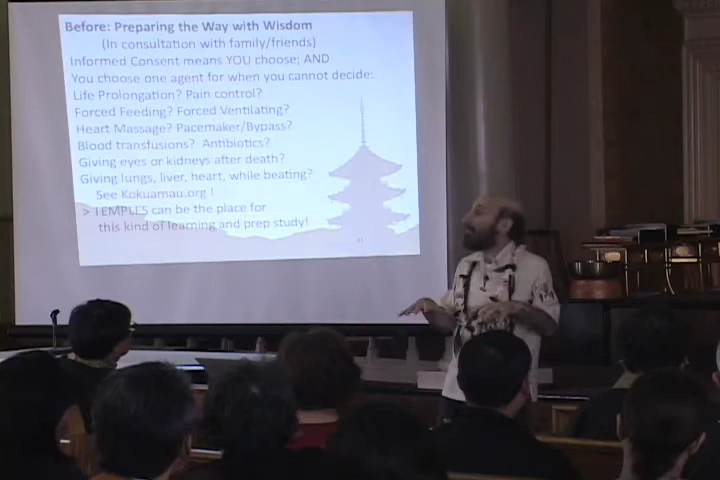 Before: Preparing the Way with Wisdom
(In consultation with family/friends)
Informed Consent means YOU choose; AND
You choose one agent for when you cannot decide:
Life Prolongation? Pain control?
Forced Feeding? Forced Ventilating?
Heart Massage? Pacemaker/Bypass?
Blood transfusions? Antibiotics?
Giving eyes or kidneys after death?
Giving lungs, liver, heart, while beating?
See Kokuamau.org !
> TEMPLES can be the place for
this kind of learning and prep study!